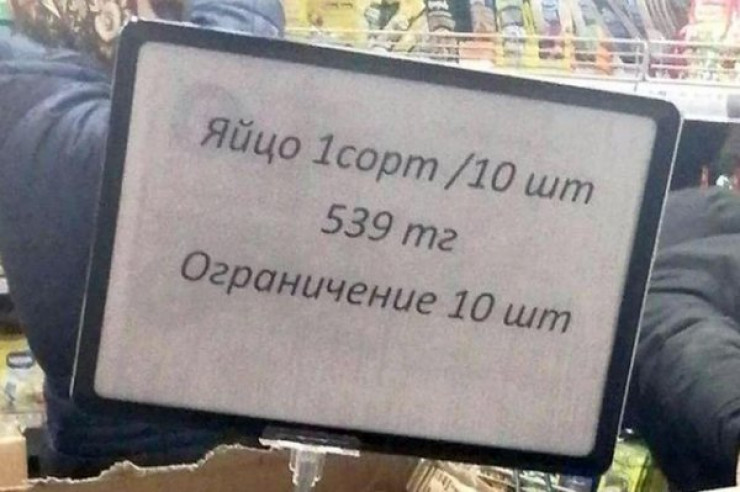 Яйцо 1сорт /10 шт
539 тг
Ограничение 10 шт